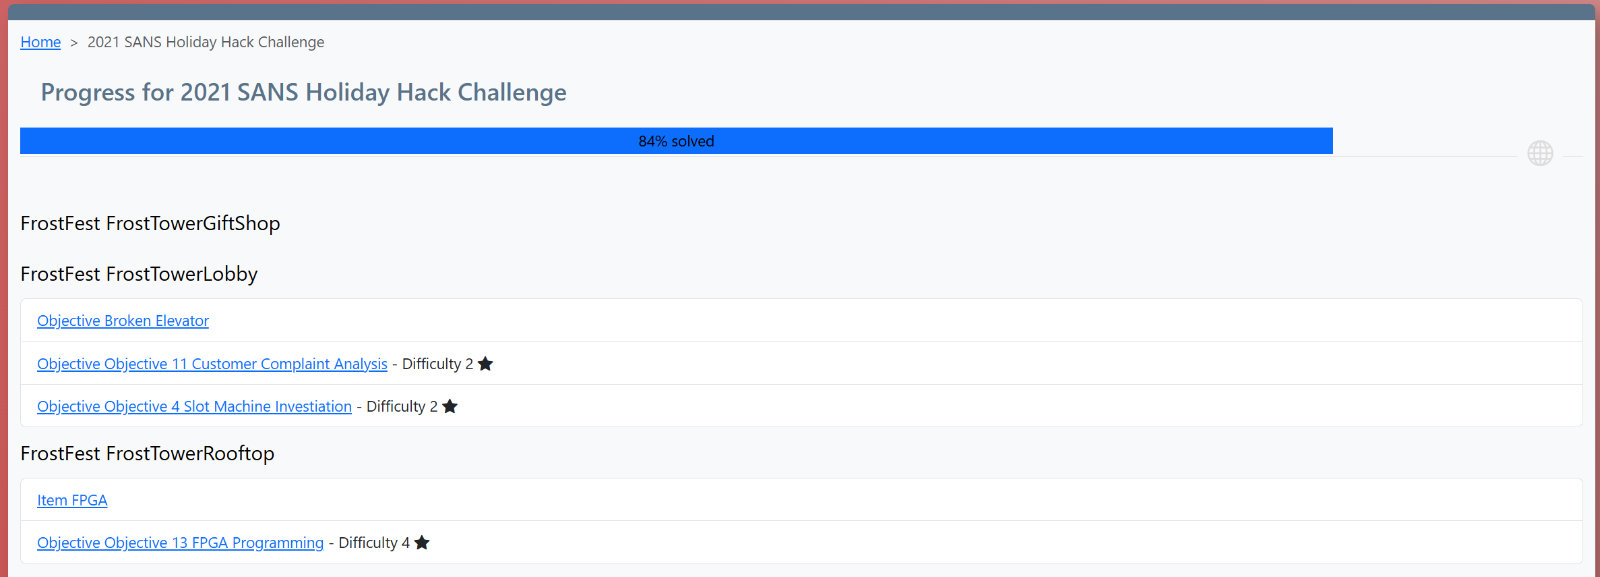 Home > 2021 SANS Holiday Hack Challenge
Progress for 2021 SANS Holiday Hack Challenge
84% solved
FrostFest FrostTowerGiftShop
FrostFest FrostTowerLobby
Objective Broken Elevator
Objective Objective 11 Customer Complaint Analysis - Difficulty 2 ★
Objective Objective 4 Slot Machine Investiation - Difficulty 2 ★
FrostFest FrostTowerRooftop
Item FPGA
Objective Objective 13 FPGA Programming - Difficulty 4 ★